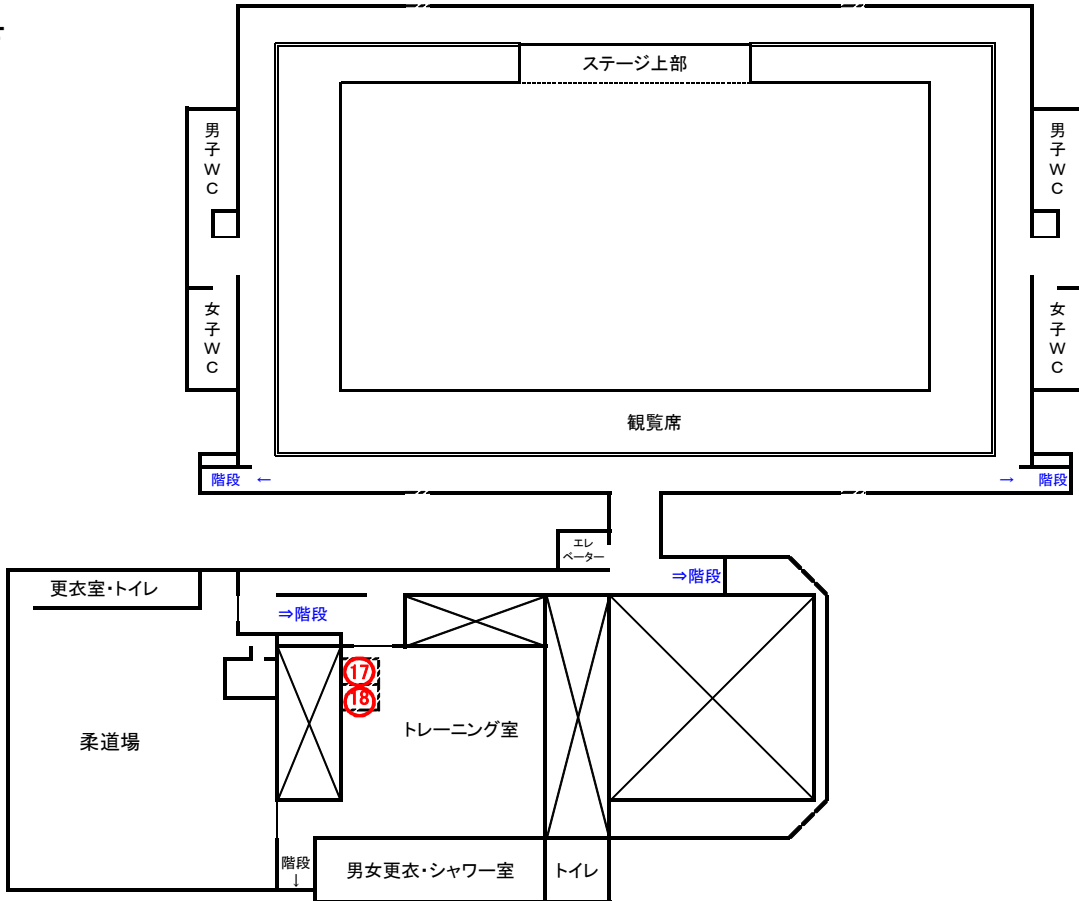 ステージ上部
男子WC
男子WC
女子WC
女子WC
観覧席
階段 ←
→ 階段
エレ
ベーター
⇒階段
更衣室・トイレ
⇒階段
17
18
トレーニング室
柔道場
階段
↓
男女更衣・シャワー室
トイレ